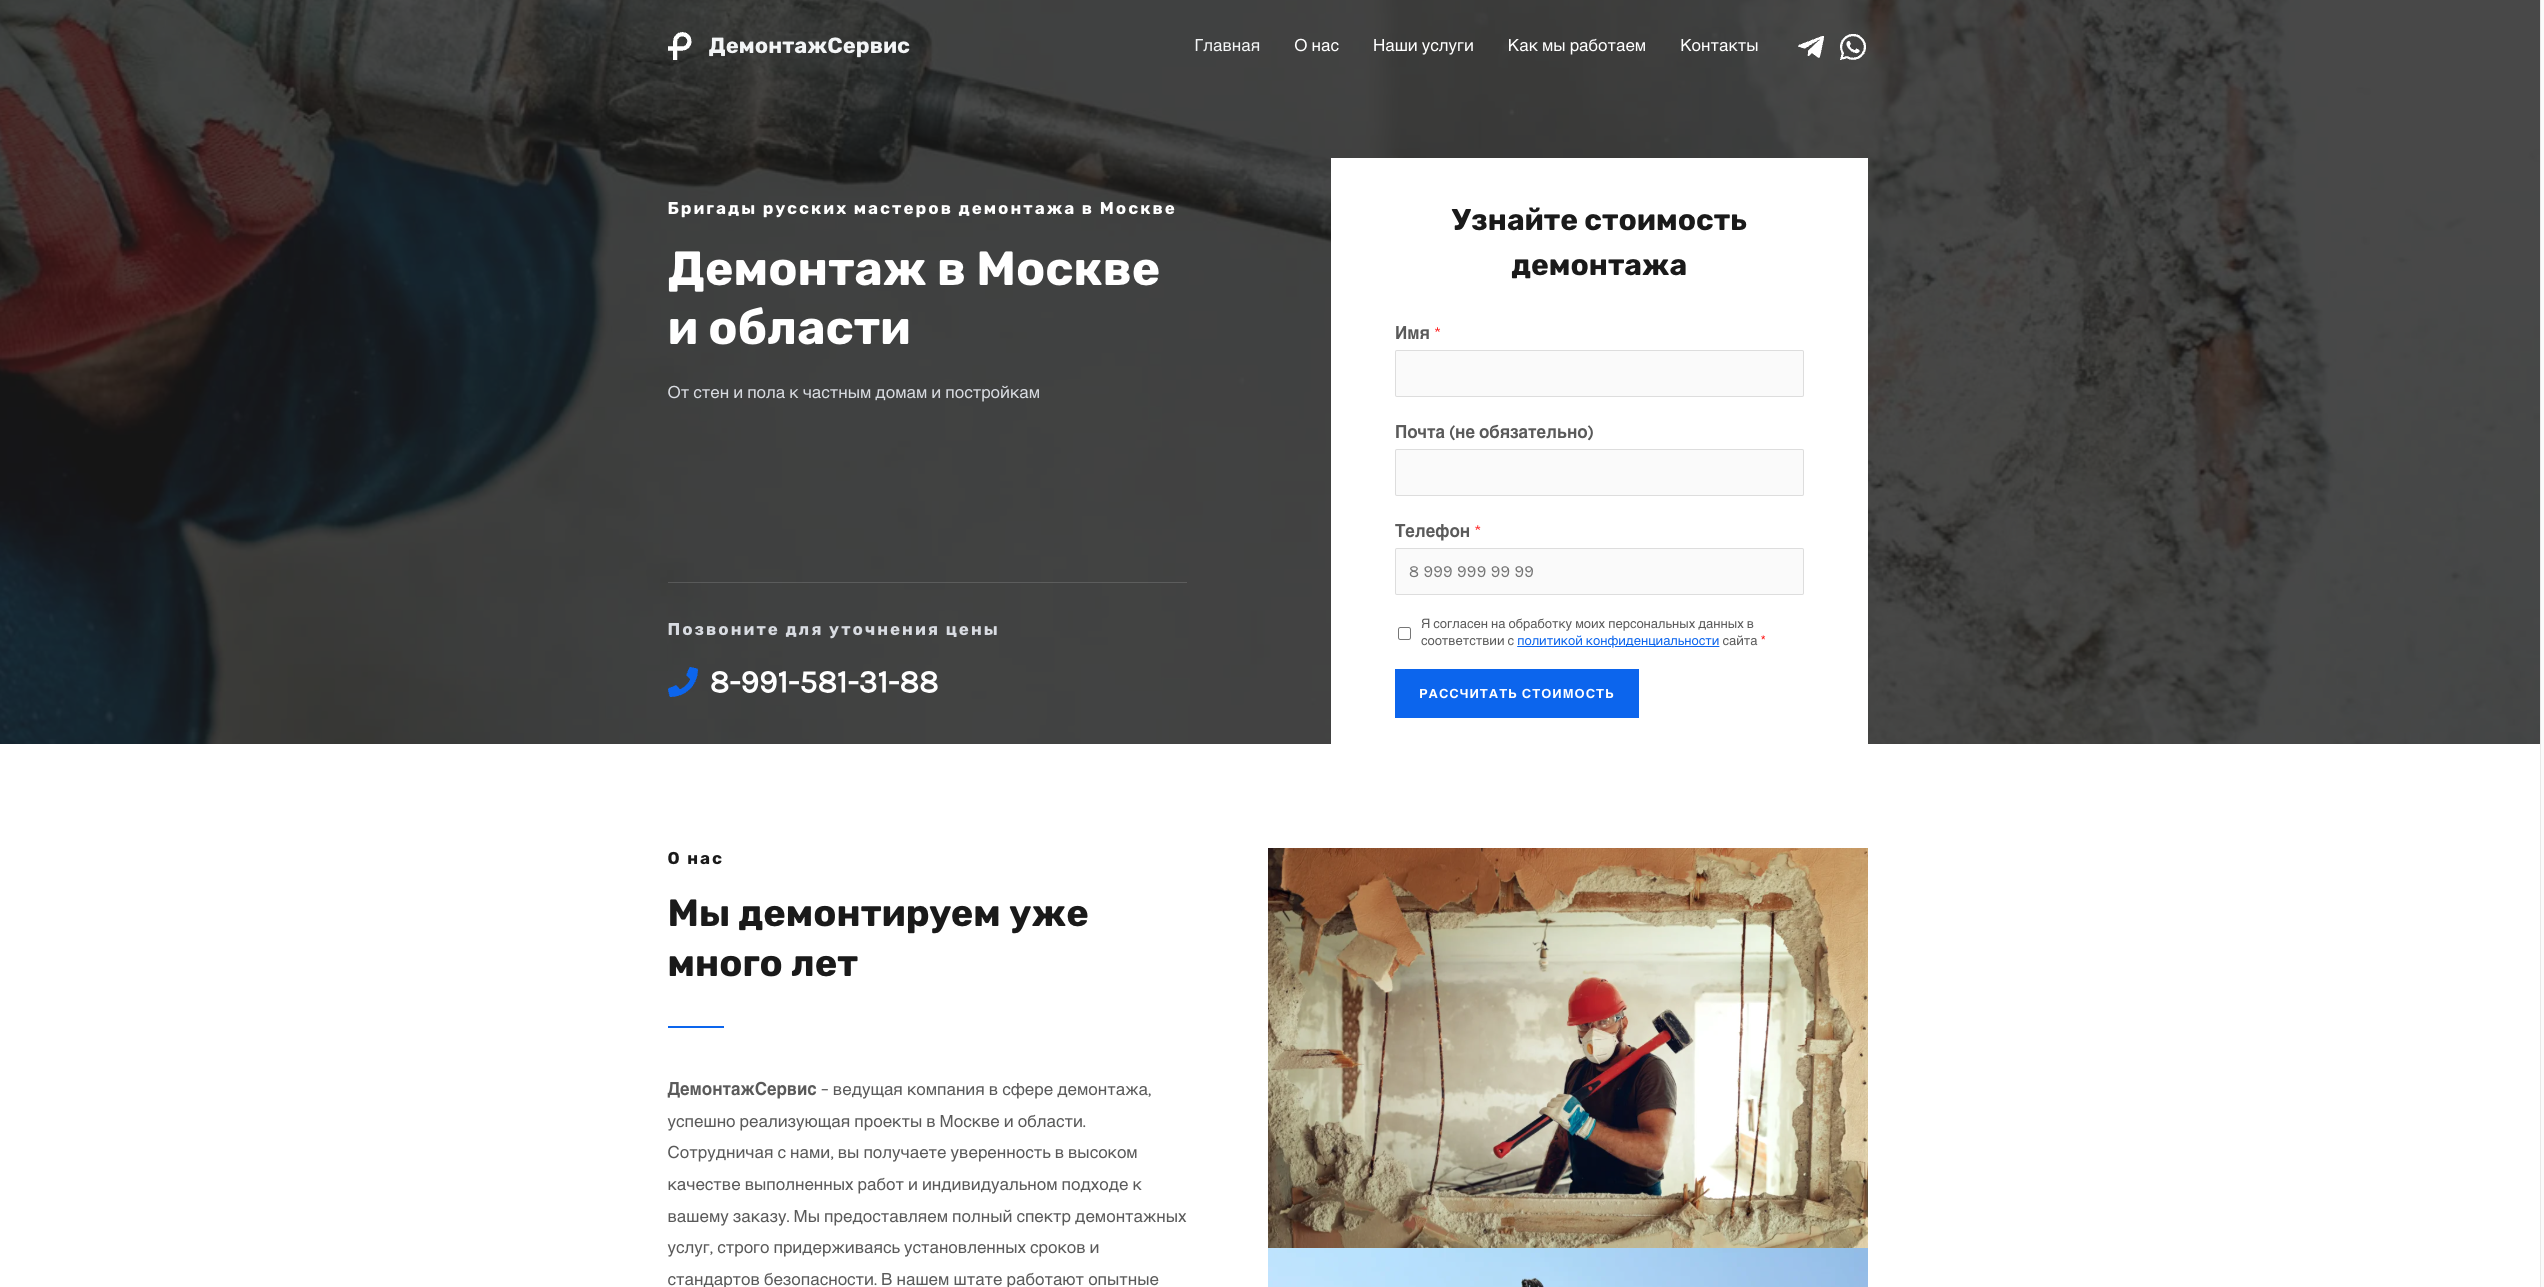 ДемонтажСервис
Главная
О нас
Наши услуги
Как мы работаем
Контакты
Бригады русских мастеров демонтажа в Москве
Демонтаж в Москве
и области
От стен и пола к частным домам и постройкам
Позвоните для уточнения цены
8-991-581-31-88
Узнайте стоимость
демонтажа
Имя *
Почта (не обязательно)
Телефон *
8 999 999 99 99
Я согласен на обработку моих персональных данных в
соответствии с политикой конфиденциальности сайта *
РАССЧИТАТЬ СТОИМОСТЬ
О нас
Мы демонтируем уже
много лет
ДемонтажСервис – ведущая компания в сфере демонтажа,
успешно реализующая проекты в Москве и области.
Сотрудничая с нами, вы получаете уверенность в высоком
качестве выполненных работ и индивидуальном подходе к
вашему заказу. Мы предоставляем полный спектр демонтажных
услуг, строго придерживаясь установленных сроков и
стандартов безопасности. В нашем штате работают опытные